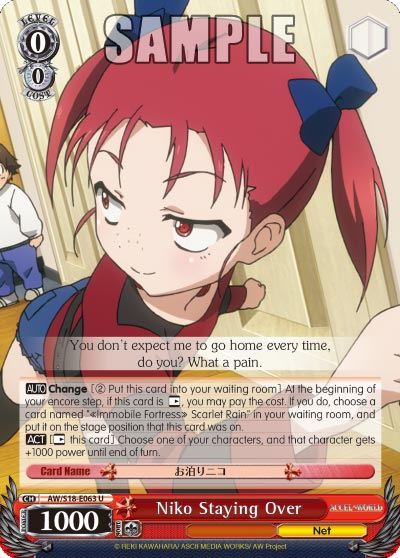 LEVEL
0
0
COST
SAMPLE
"You don't expect me to go home every time,
do you? What a pain."
AUTO Change [② Put this card into your waiting room] At the beginning of
your encore step, if this card is , you may pay the cost. If you do, choose a
card named "«Immobile Fortress» Scarlet Rain" in your waiting room, and
put it on the stage position that this card was on.
ACT [ this card] Choose one of your characters, and that character gets
+1000 power until end of turn.
Card Name お泊りニコ
CH AW/S18-E063 U
1000
Niko Staying Over
ACCEL WORLD
Net
© REKI KAWAHARA/ ASCII MEDIA WORKS/ AW Project